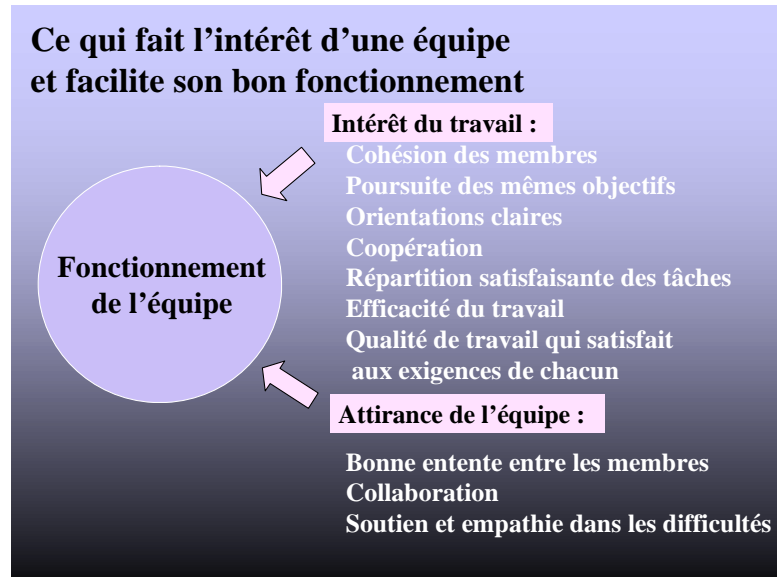 Ce qui fait l’intérêt d’une équipe
et facilite son bon fonctionnement
Intérêt du travail :
Cohésion des membres
Poursuite des mêmes objectifs
Orientations claires
Coopération
Répartition satisfaisante des tâches
Efficacité du travail
Qualité de travail qui satisfait
aux exigences de chacun
Fonctionnement
de l’équipe
Attirance de l’équipe :
Bonne entente entre les membres
Collaboration
Soutien et empathie dans les difficultés